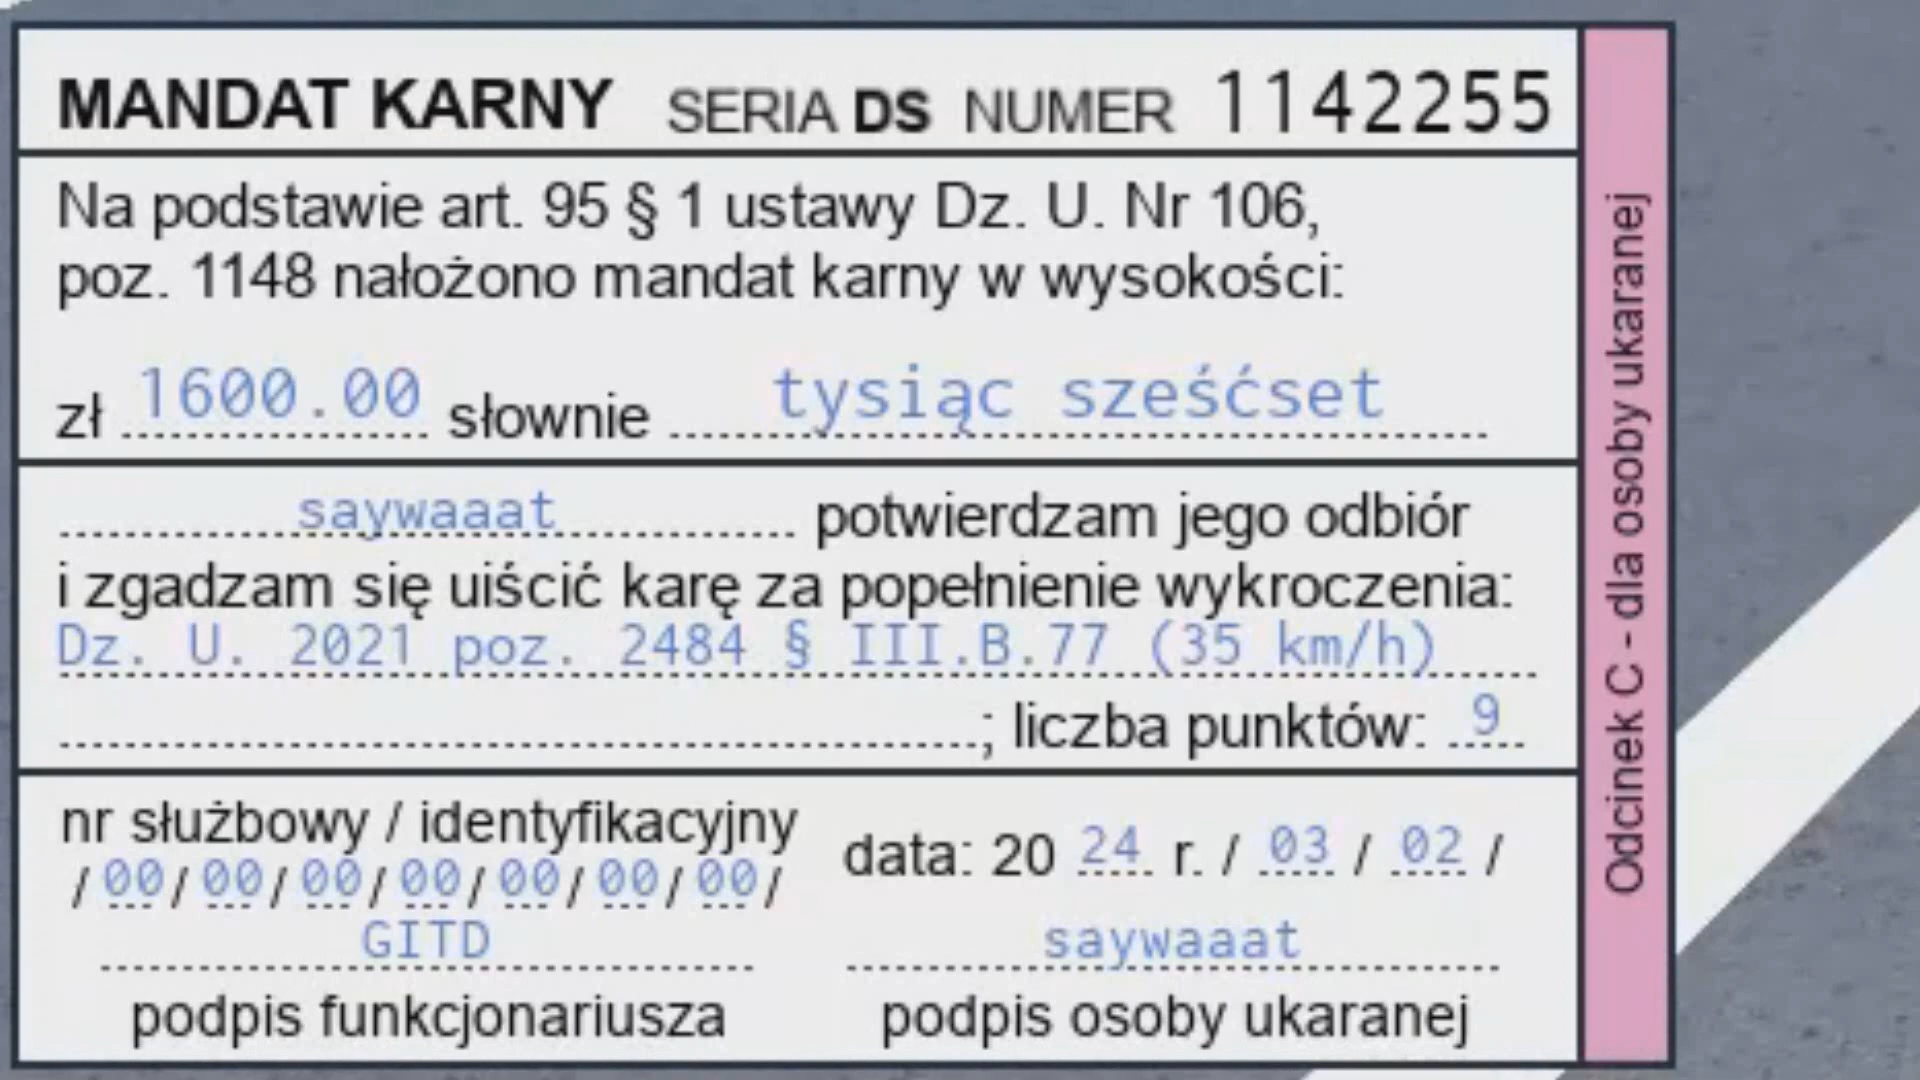 MANDAT KARNY SERIA DS NUMER 1142255
Na podstawie art. 95 § 1 ustawy Dz. U. Nr 106,
poz. 1148 nałożono mandat karny w wysokości:
zł 1600.00 słownie tysiąc sześćset
saywaaat potwierdzam jego odbiór
i zgadzam się uiścić karę za popełnienie wykroczenia:
Dz. U. 2021 poz. 2484 § III.B.77 (35 km/h)
; liczba punktów: 9
nr służbowy / identyfikacyjny
/ 00 / 00 / 00 / 00 / 00 / 00 / 00 /
data: 20 24 r. / 03 / 02 /
GITD
podpis funkcjonariusza
saywaaat
podpis osoby ukaranej
Odcinek C - dla osoby ukaranej